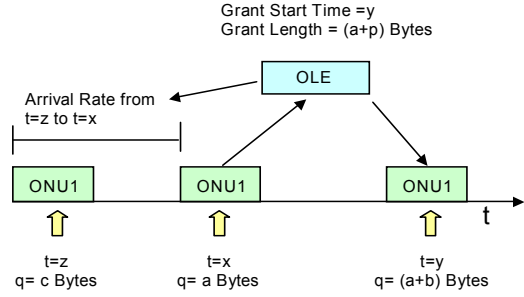 Grant Start Time =y
Grant Length = (a+p) Bytes
OLE
Arrival Rate from
t=z to t=x
ONU1
ONU1
ONU1
t
t=z
q= c Bytes
t=x
q= a Bytes
t=y
q= (a+b) Bytes